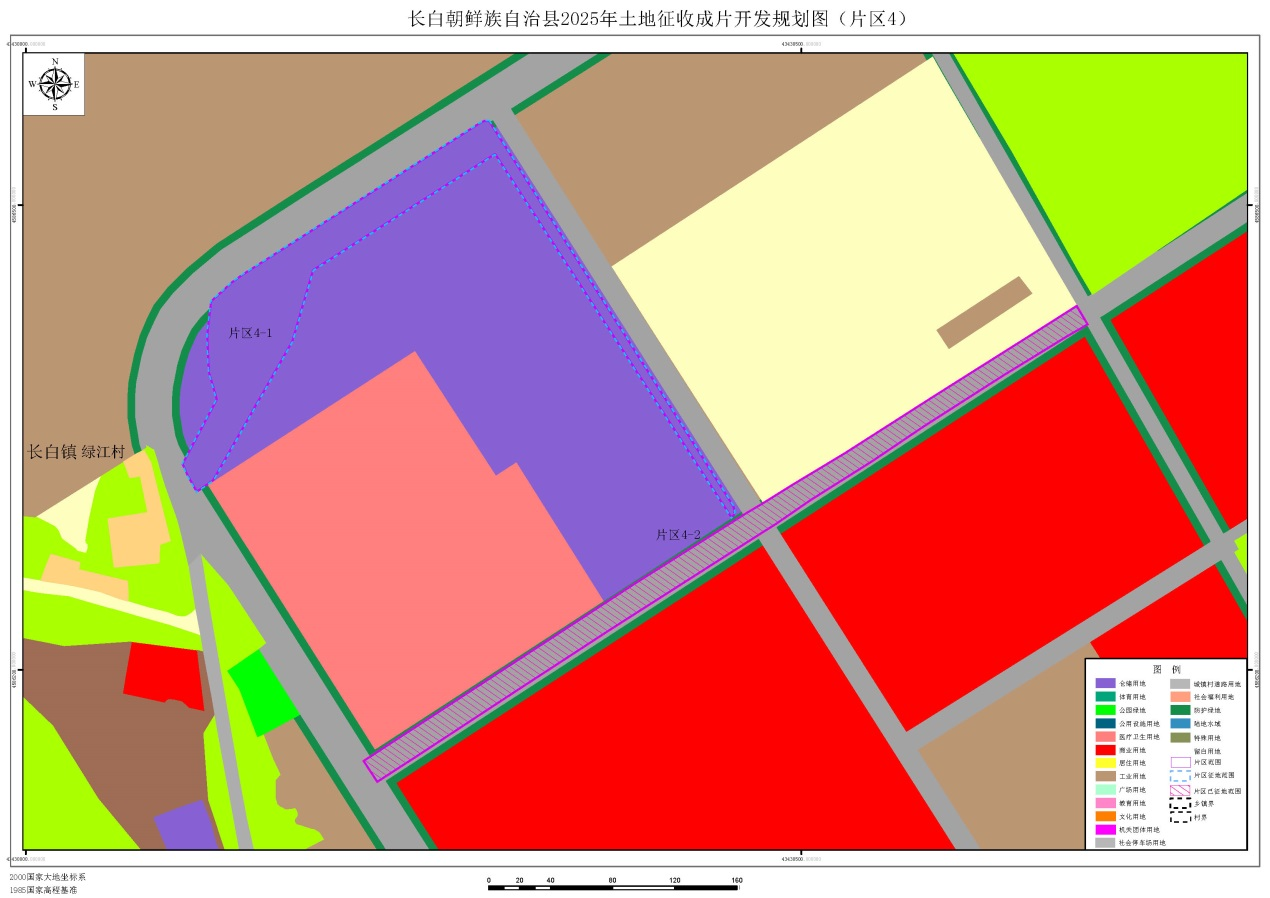 长白朝鲜族自治县2025年土地征收成片开发规划图（片区4）
N
W E
S
片区4-1
长白镇 绿江村
片区4-2
图 例
仓储用地
体育用地
公园绿地
公用设施用地
医疗卫生用地
商业用地
居住用地
工业用地
广场用地
教育用地
文化用地
机关团体用地
社会停车场用地
城镇村道路用地
社会福利用地
防护绿地
陆地水域
特殊用地
留白用地
片区范围
片区征地范围
片区已征地范围
乡镇界
村界
2000国家大地坐标系
1985国家高程基准
0 20 40 80 120 160